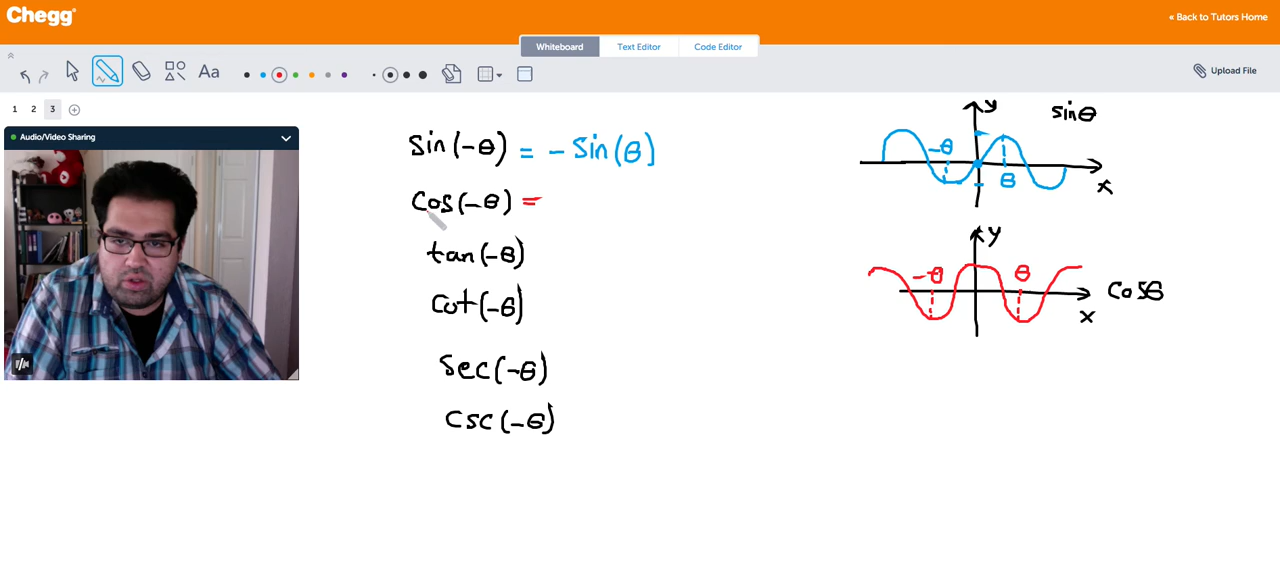 Chegg
« Back to Tutors Home
Whiteboard Text Editor Code Editor
Aa
Upload File
1 2 3
Audio/Video Sharing
sin(-θ) = - sin(θ)
cos(-θ) =
tan(-θ)
cot(-θ)
sec(-θ)
csc(-θ)
y
sinθ
-θ
θ
x
y
-θ
θ
cosθ
x